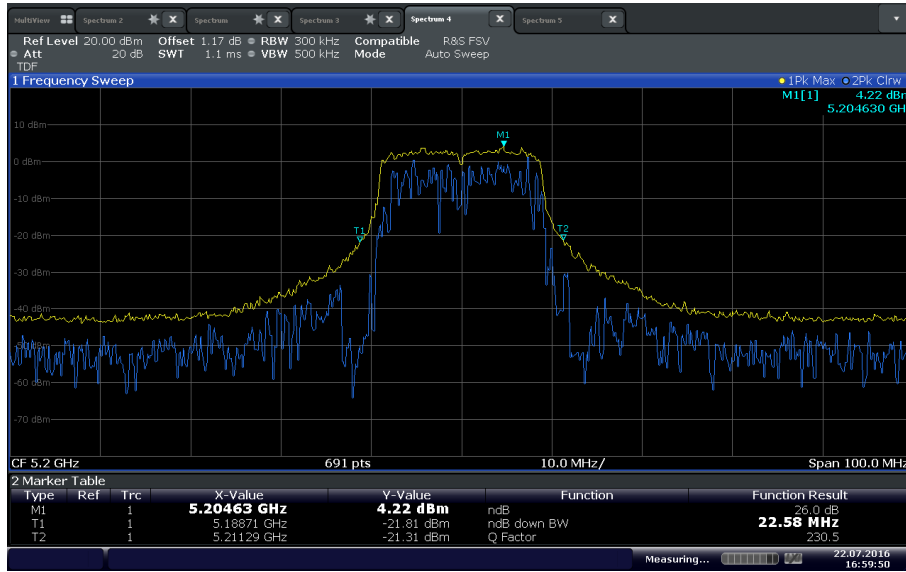 MultiView Spectrum 2 X Spectrum X Spectrum 3 X Spectrum 4 X Spectrum 5 X
Ref Level 20.00 dBm Offset 1.17 dB RBW 300 kHz Compatible R&S FSV
Att 20 dB SWT 1.1 ms VBW 500 kHz Mode Auto Sweep
TDF
1 Frequency Sweep 1Pk Max 2Pk Clrw
M1[1] 4.22 dBm
5.204630 GH
10 dBm
M1
0 dBm
-10 dBm
-20 dBm
T1 T2
-30 dBm
-40 dBm
-60 dBm
-70 dBm
CF 5.2 GHz 691 pts 10.0 MHz/ Span 100.0 MHz
2 Marker Table
Type Ref Trc X-Value Y-Value Function Function Result
M1 1 5.20463 GHz 4.22 dBm ndB 26.0 dB
T1 1 5.18871 GHz -21.81 dBm ndB down BW 22.58 MHz
T2 1 5.21129 GHz -21.31 dBm Q Factor 230.5
Measuring... 22.07.2016
16:59:50